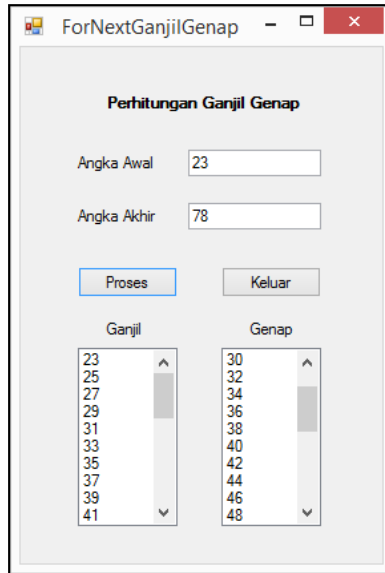 ForNextGanjilGenap
Perhitungan Ganjil Genap
Angka Awal 23
Angka Akhir 78
Proses Keluar
Ganjil Genap
23 30
25 32
27 34
29 36
31 38
33 40
35 42
37 44
39 46
41 48